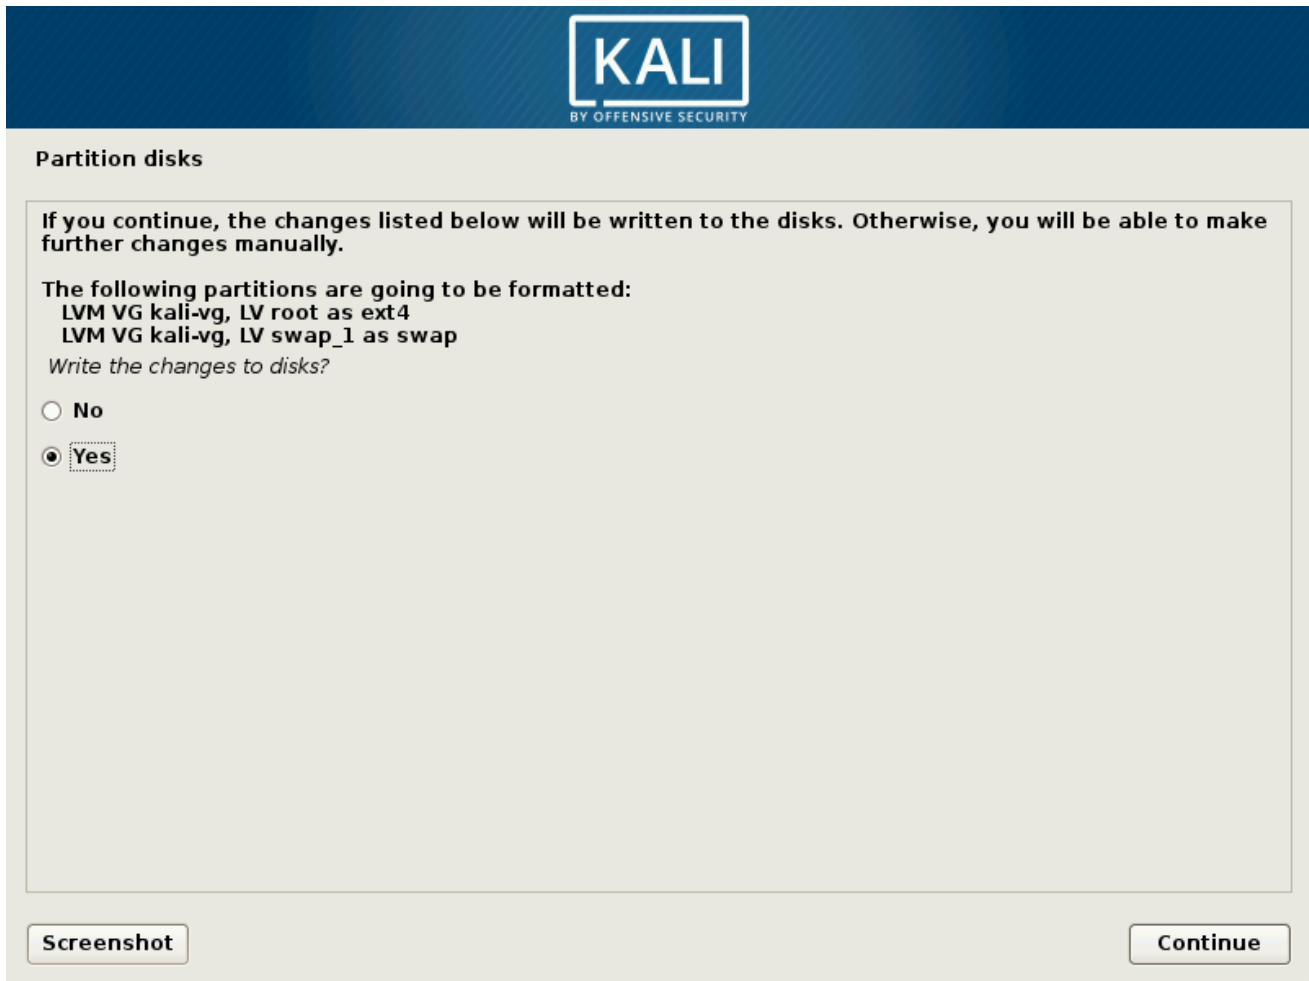 KALI
BY OFFENSIVE SECURITY
Partition disks
If you continue, the changes listed below will be written to the disks. Otherwise, you will be able to make
further changes manually.
The following partitions are going to be formatted:
LVM VG kali-vg, LV root as ext4
LVM VG kali-vg, LV swap_1 as swap
Write the changes to disks?
No
Yes
Screenshot
Continue